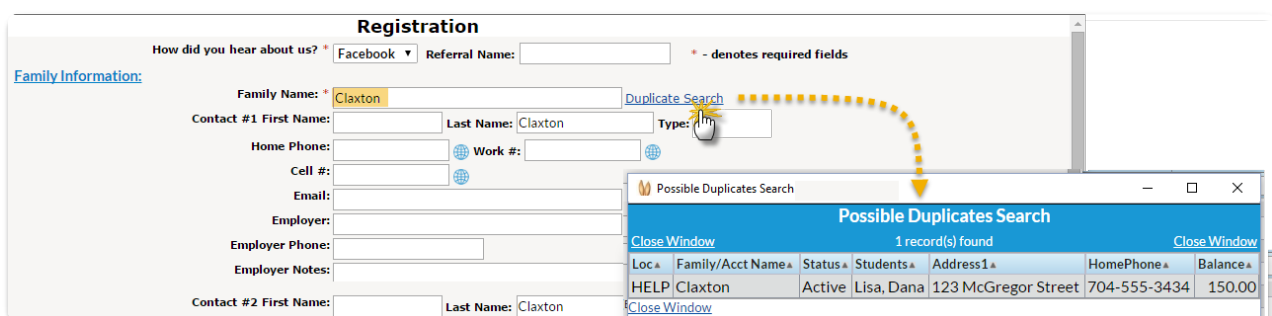 Registration
How did you hear about us? * Facebook Referral Name: * - denotes required fields
Family Information:
Family Name: * Claxton Duplicate Search
Contact #1 First Name: Last Name: Claxton Type:
Home Phone: Work #:
Cell #:
Email:
Employer:
Employer Phone:
Employer Notes:
Contact #2 First Name: Last Name: Claxton
Possible Duplicates Search
Possible Duplicates Search
Close Window 1 record(s) found Close Window
Loc Family/Acct Name Status Students Address1 HomePhone Balance
HELP Claxton Active Lisa, Dana 123 McGregor Street 704-555-3434 150.00
Close Window